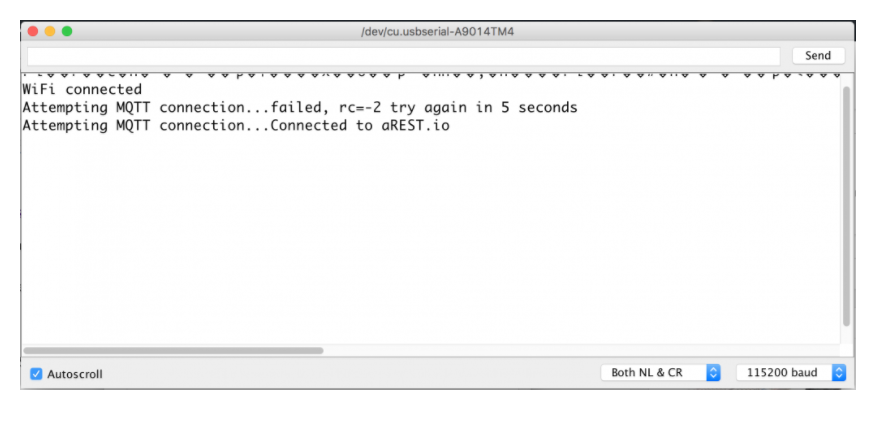 /dev/cu.usbserial-A9014TM4
Send
WiFi connected
Attempting MQTT connection...failed, rc=-2 try again in 5 seconds
Attempting MQTT connection...Connected to aREST.io
Autoscroll
Both NL & CR
115200 baud